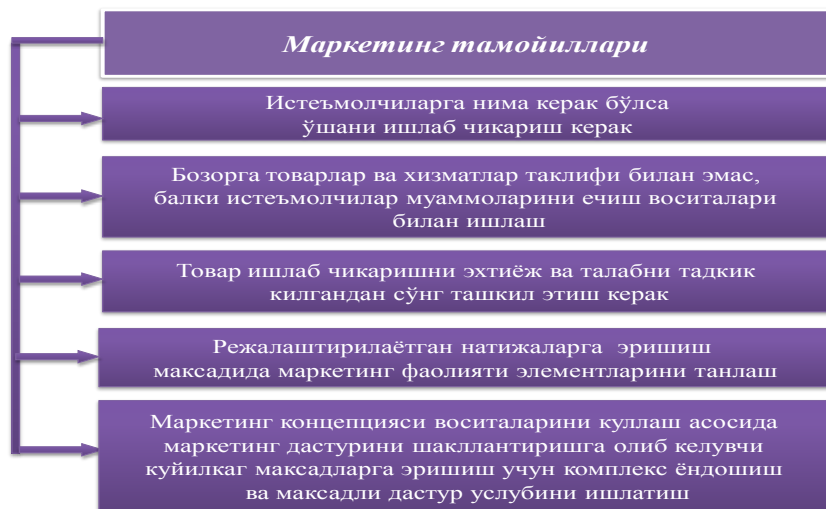 Маркетинг тамойиллари
Истеъмолчиларга нима керак бўлса
ўшани ишлаб чикариш керак
Бозорга товарлар ва хизматлар таклифи билан эмас,
балки истеъмолчилар муаммоларини ечиш воситалари
билан ишлаш
Товар ишлаб чикаришни эхтиёж ва талабни тадкик
килгандан сўнг ташкил этиш керак
Режалаштирилаётган натижаларга эришиш
максадида маркетинг фаолияти элементларини танлаш
Маркетинг концепцияси воситаларини куллаш асосида
маркетинг дастурини шакллантиришга олиб келувчи
куйилкаг максадларга эришиш учун комплекс ёндошиш
ва максадли дастур услубини ишлатиш